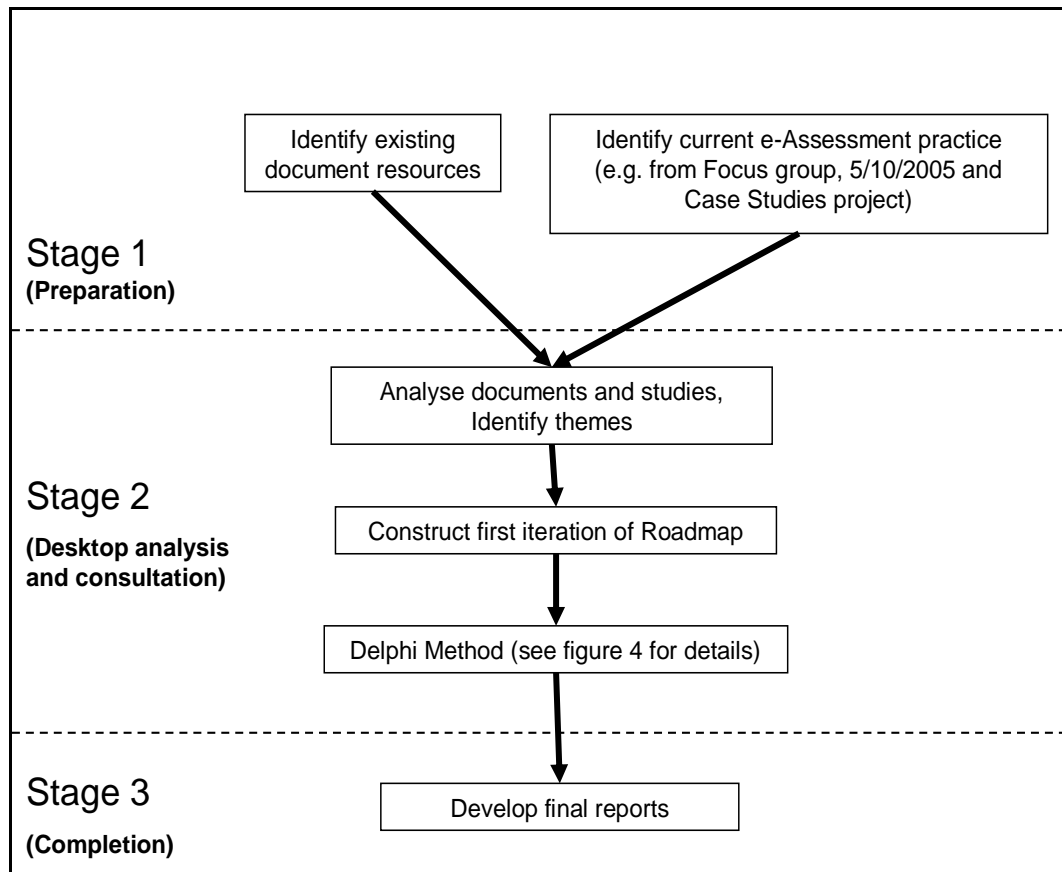 Identify existing
document resources
Identify current e-Assessment practice
(e.g. from Focus group, 5/10/2005 and
Case Studies project)
Stage 1
(Preparation)
Analyse documents and studies,
Identify themes
Stage 2
(Desktop analysis
and consultation)
Construct first iteration of Roadmap
Delphi Method (see figure 4 for details)
Stage 3
(Completion)
Develop final reports